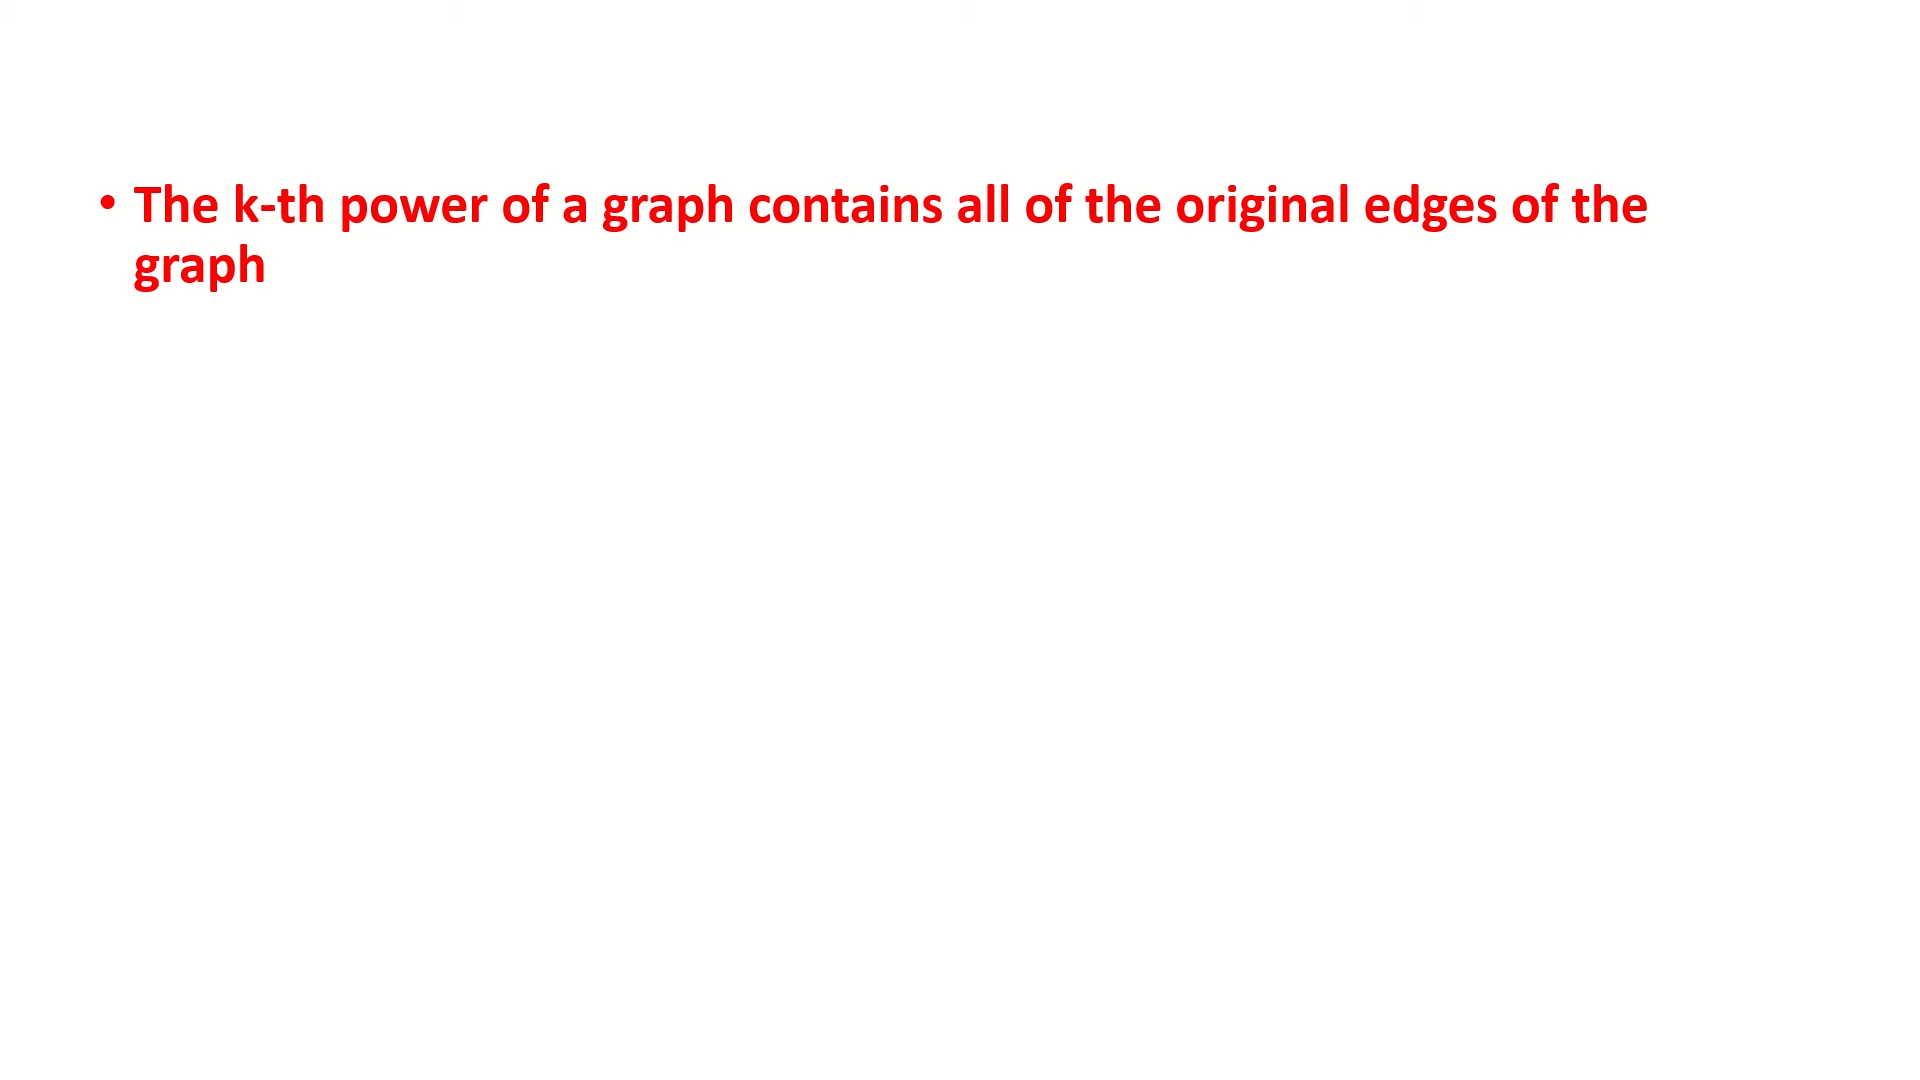 • The k-th power of a graph contains all of the original edges of the
graph